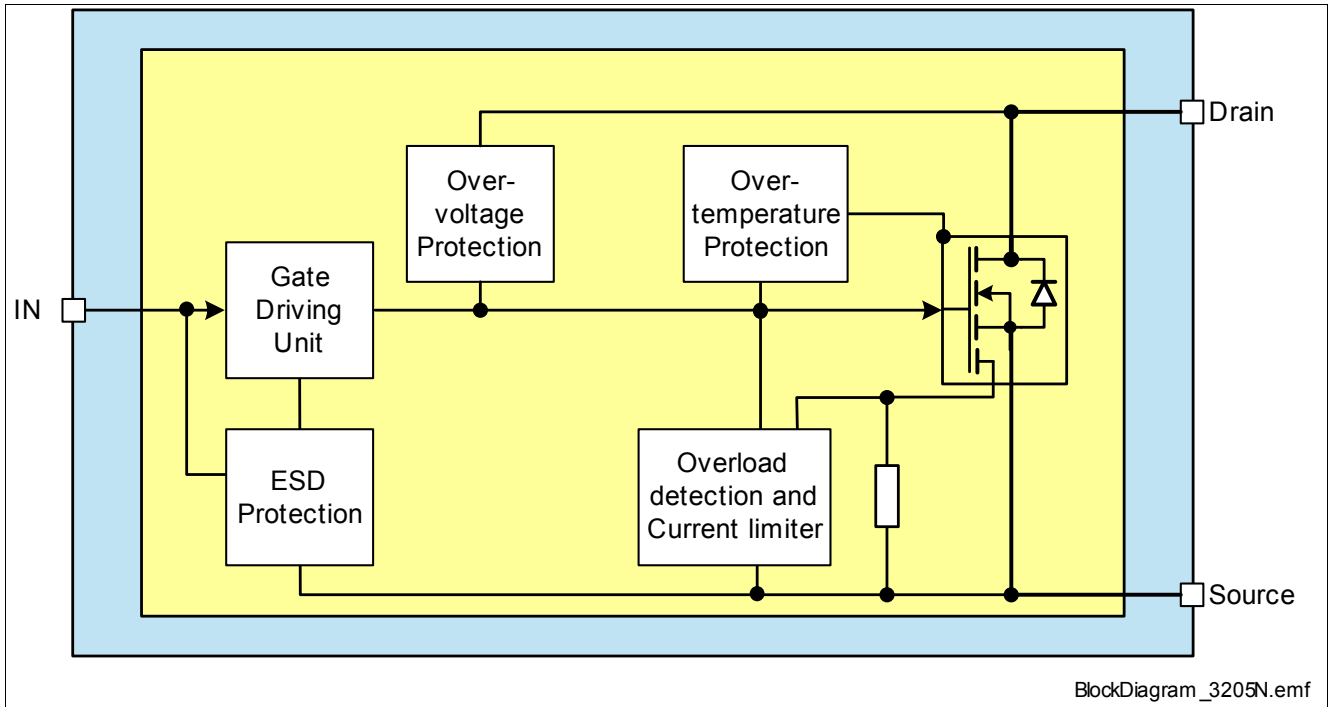 Drain
Over-
voltage
Protection
Over-
temperature
Protection
Gate
Driving
Unit
IN
ESD
Protection
Overload
detection and
Current limiter
Source
BlockDiagram_3205N.emf